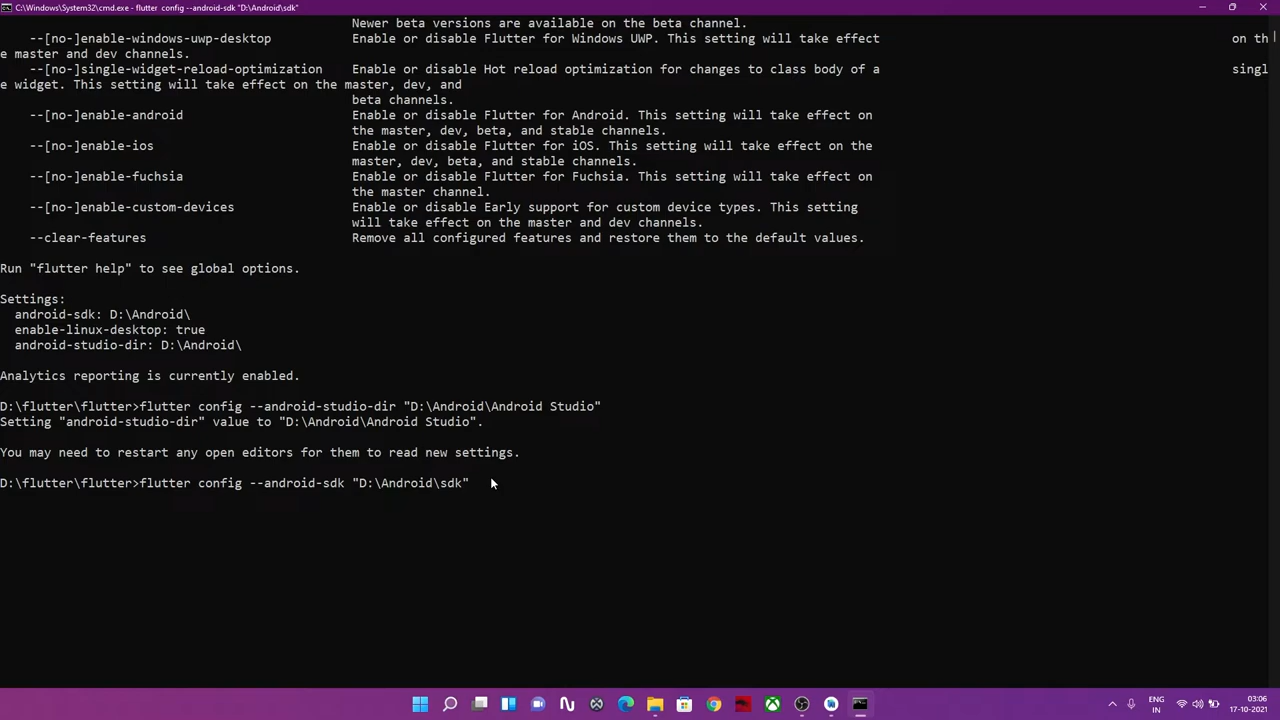 C:\Windows\System32\cmd.exe - flutter config --android-sdk "D:\Android\sdk"
Newer beta versions are available on the beta channel.
--[no-]enable-windows-uwp-desktop Enable or disable Flutter for Windows UWP. This setting will take effect on th
e master and dev channels.
--[no-]single-widget-reload-optimization Enable or disable Hot reload optimization for changes to class body of a singl
e widget. This setting will take effect on the master, dev, and
beta channels.
--[no-]enable-android Enable or disable Flutter for Android. This setting will take effect on
the master, dev, beta, and stable channels.
--[no-]enable-ios Enable or disable Flutter for iOS. This setting will take effect on the
master, dev, beta, and stable channels.
--[no-]enable-fuchsia Enable or disable Flutter for Fuchsia. This setting will take effect on
the master channel.
--[no-]enable-custom-devices Enable or disable Early support for custom device types. This setting
will take effect on the master and dev channels.
--clear-features Remove all configured features and restore them to the default values.
Run "flutter help" to see global options.
Settings:
android-sdk: D:\Android\
enable-linux-desktop: true
android-studio-dir: D:\Android\
Analytics reporting is currently enabled.
D:\flutter\flutter>flutter config --android-studio-dir "D:\Android\Android Studio"
Setting "android-studio-dir" value to "D:\Android\Android Studio".
You may need to restart any open editors for them to read new settings.
D:\flutter\flutter>flutter config --android-sdk "D:\Android\sdk"
ENG
IN
03:06
17-10-2021